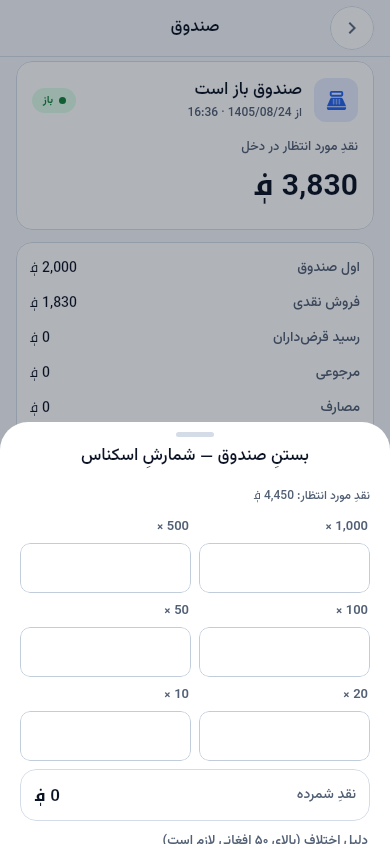 صندوق
صندوق باز است
باز
از 1405/08/24 · 16:36
نقدِ مورد انتظار در دخل
3,830 ؋
اول صندوق 2,000 ؋
فروش نقدی 1,830 ؋
رسید قرض‌داران 0 ؋
مرجوعی 0 ؋
مصارف 0 ؋
بستنِ صندوق — شمارشِ اسکناس
نقدِ مورد انتظار: 4,450 ؋
1,000 × 500 ×
100 × 50 ×
20 × 10 ×
نقدِ شمرده 0 ؋
دلیل اختلاف (بالای ۵۰ افغانی لازم است)